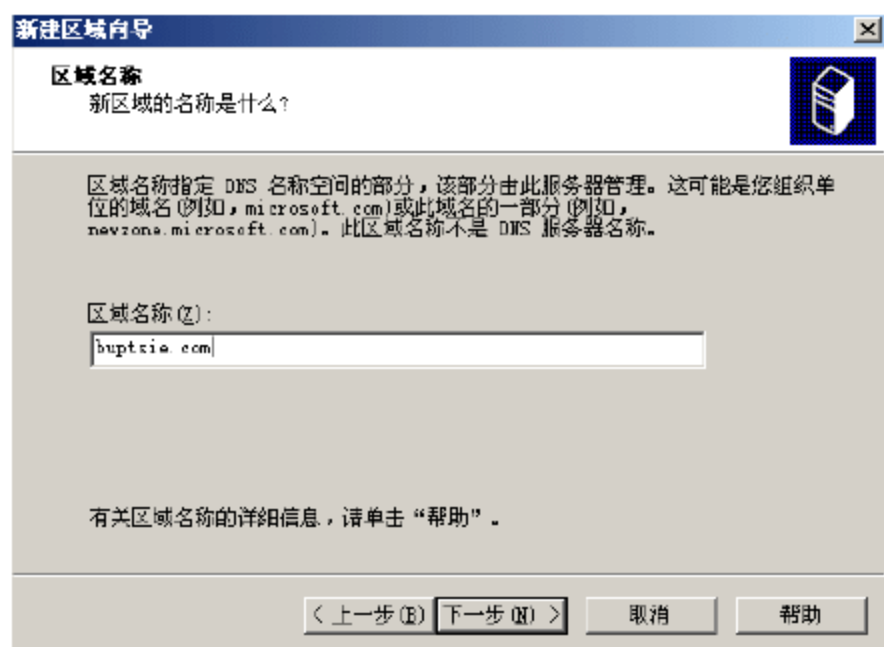 新建区域向导
区域名称
新区域的名称是什么?
区域名称指定 DNS 名称空间的部分，该部分由此服务器管理。这可能是您组织单
位的域名(例如，microsoft.com)或此域名的一部分(例如，
newzone.microsoft.com)。此区域名称不是 DNS 服务器名称。
区域名称(Z):
buptsie.com
有关区域名称的详细信息，请单击“帮助”。
< 上一步(B) 下一步(N) > 取消 帮助